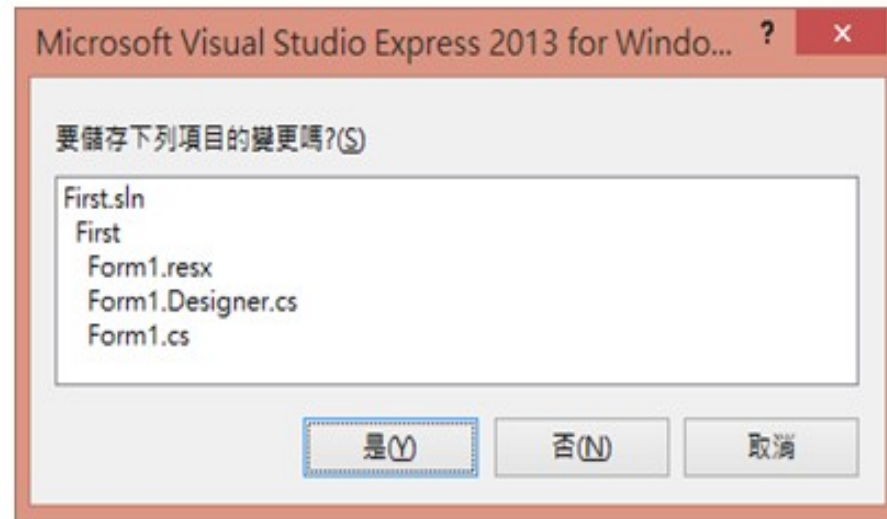 Microsoft Visual Studio Express 2013 for Windo... ?
要儲存下列項目的變更嗎?(S)
First.sln
First
Form1.resx
Form1.Designer.cs
Form1.cs
是(Y) 否(N) 取消